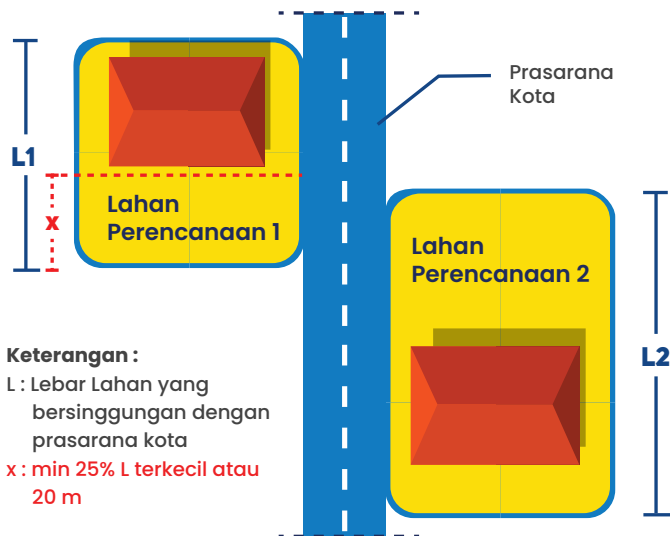 Prasarana
Kota
L1
x
Lahan
Perencanaan 1
Lahan
Perencanaan 2
L2
Keterangan :
L : Lebar Lahan yang
bersinggungan dengan
prasarana kota
x : min 25% L terkecil atau
20 m